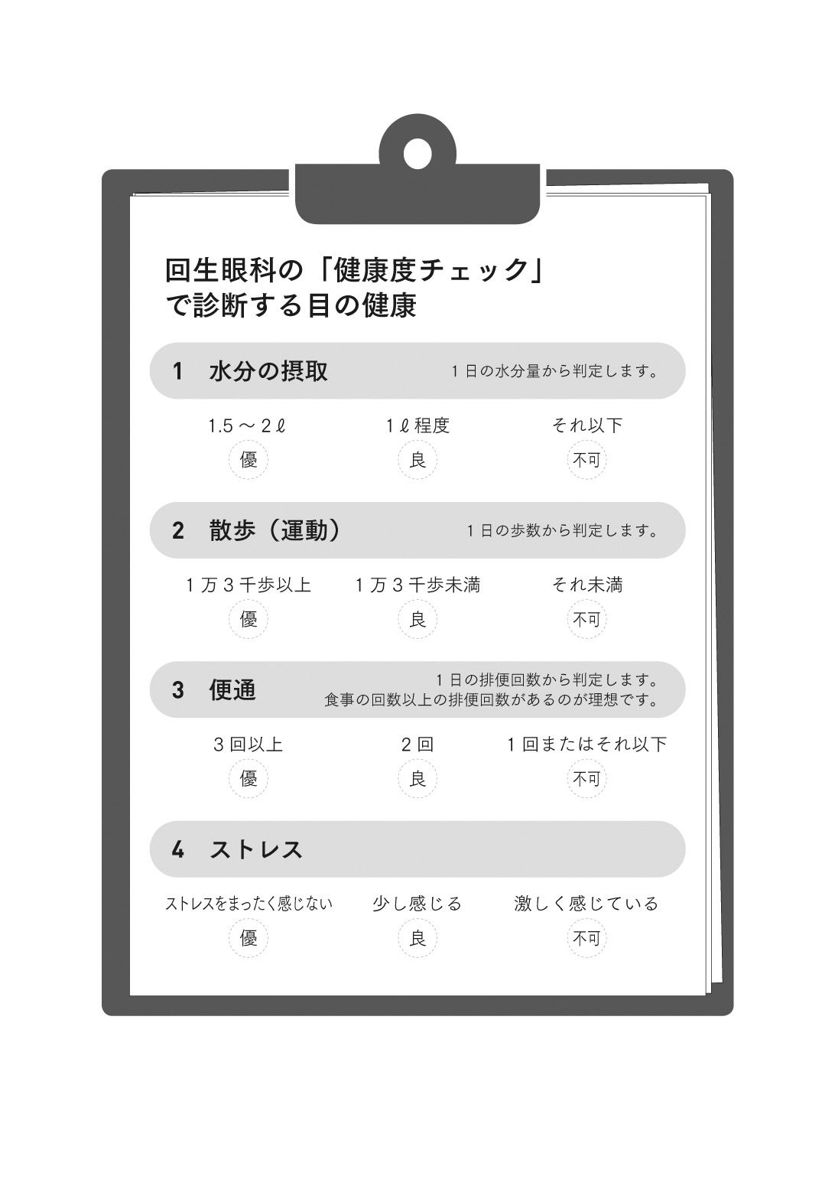 回生眼科の「健康度チェック」
で診断する目の健康
1 水分の摂取 1日の水分量から判定します。
1.5～2ℓ 1ℓ程度 それ以下
優 良 不可
2 散歩（運動） 1日の歩数から判定します。
1万3千歩以上 1万3千歩未満 それ未満
優 良 不可
3 便通 1日の排便回数から判定します。
食事の回数以上の排便回数があるのが理想です。
3回以上 2回 1回またはそれ以下
優 良 不可
4 ストレス
ストレスをまったく感じない 少し感じる 激しく感じている
優 良 不可